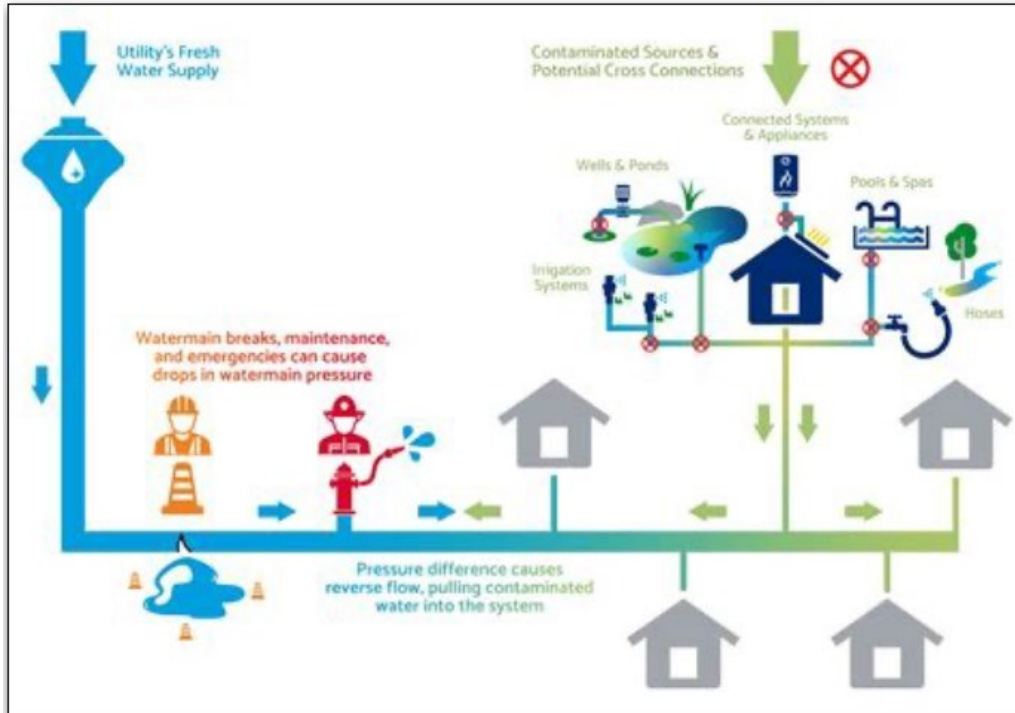 Utility's Fresh
Water Supply
Contaminated Sources &
Potential Cross Connections
Connected Systems
& Appliances
Wells & Ponds
Pools & Spas
Irrigation
Systems
Hoses
Watermain breaks, maintenance,
and emergencies can cause
drops in watermain pressure
Pressure difference causes
reverse flow, pulling contaminated
water into the system